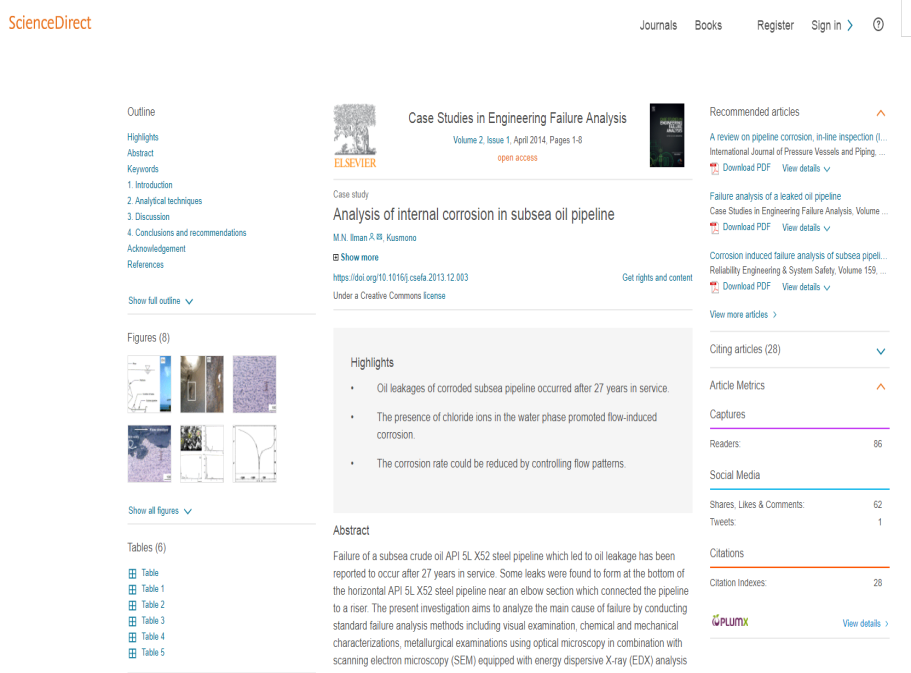 ScienceDirect
Journals Books Register Sign in
Outline
Highlights
Abstract
Keywords
1. Introduction
2. Analytical techniques
3. Discussion
4. Conclusions and recommendations
Acknowledgement
References
Show full outline
Figures (8)
Show all figures
Tables (6)
Table
Table 1
Table 2
Table 3
Table 4
Table 5
ELSEVIER
Case Studies in Engineering Failure Analysis
Volume 2, Issue 1, April 2014, Pages 1-8
open access
Case study
Analysis of internal corrosion in subsea oil pipeline
M.N. Ilman, Kusmono
Show more
https://doi.org/10.1016/j.csefa.2013.12.003
Get rights and content
Under a Creative Commons license
Highlights
• Oil leakages of corroded subsea pipeline occurred after 27 years in service.
• The presence of chloride ions in the water phase promoted flow-induced
corrosion.
• The corrosion rate could be reduced by controlling flow patterns.
Abstract
Failure of a subsea crude oil API 5L X52 steel pipeline which led to oil leakage has been
reported to occur after 27 years in service. Some leaks were found to form at the bottom of
the horizontal API 5L X52 steel pipeline near an elbow section which connected the pipeline
to a riser. The present investigation aims to analyze the main cause of failure by conducting
standard failure analysis methods including visual examination, chemical and mechanical
characterizations, metallurgical examinations using optical microscopy in combination with
scanning electron microscopy (SEM) equipped with energy dispersive X-ray (EDX) analysis
Recommended articles
A review on pipeline corrosion, in-line inspection (I...
International Journal of Pressure Vessels and Piping, ...
Download PDF View details
Failure analysis of a leaked oil pipeline
Case Studies in Engineering Failure Analysis, Volume ...
Download PDF View details
Corrosion induced failure analysis of subsea pipeli...
Reliability Engineering & System Safety, Volume 159, ...
Download PDF View details
View more articles
Citing articles (28)
Article Metrics
Captures
Readers: 86
Social Media
Shares, Likes & Comments: 62
Tweets: 1
Citations
Citation Indexes: 28
PLUMX
View details